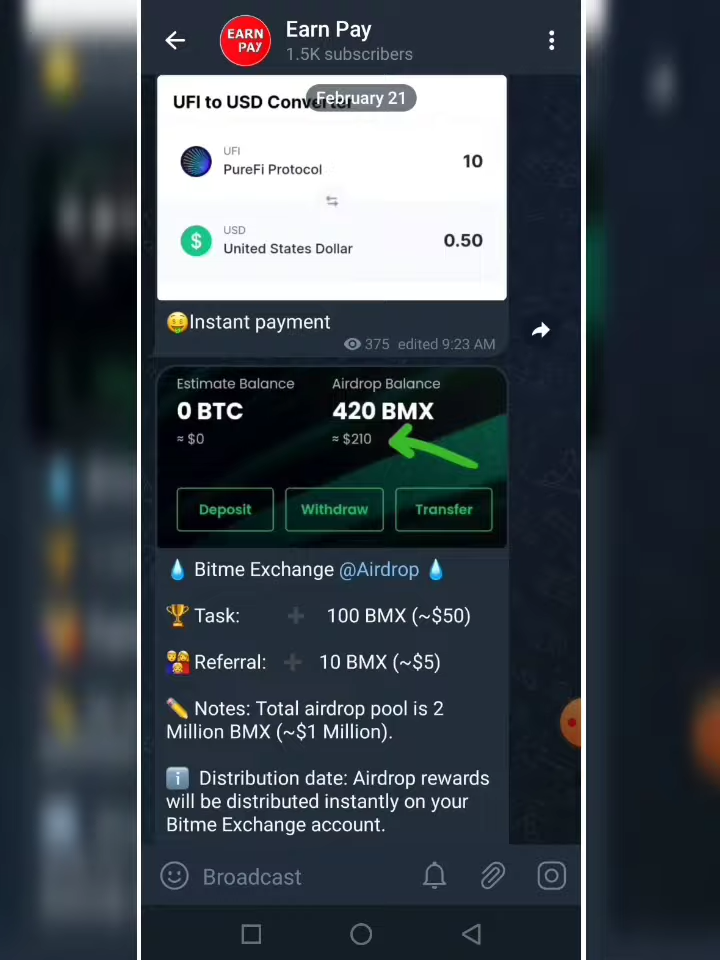 EARN
PAY
Earn Pay
1.5K subscribers
February 21
UFI to USD
UFI
PureFi Protocol
10
USD
United States Dollar
0.50
$
🤑Instant payment
375 edited 9:23 AM
Estimate Balance
Airdrop Balance
0 BTC
420 BMX
≈ $0
≈ $210
Deposit
Withdraw
Transfer
💧 Bitme Exchange @Airdrop 💧
🏆 Task: ➕ 100 BMX (~$50)
👨‍👩‍👧‍👦 Referral: ➕ 10 BMX (~$5)
✏️ Notes: Total airdrop pool is 2
Million BMX (~$1 Million).
ℹ️ Distribution date: Airdrop rewards
will be distributed instantly on your
Bitme Exchange account.
Broadcast